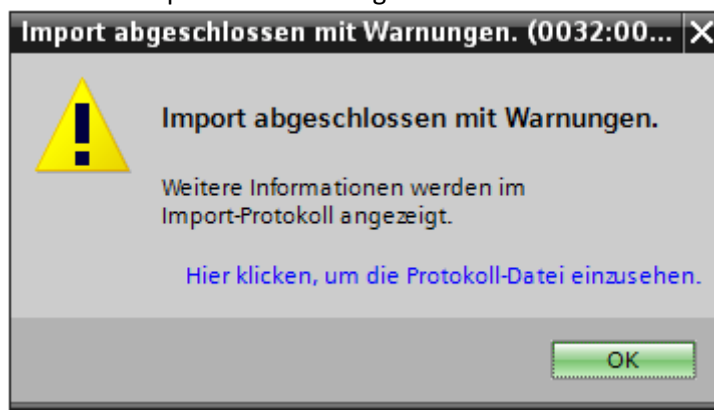 Import abgeschlossen mit Warnungen. (0032:00...
Import abgeschlossen mit Warnungen.
Weitere Informationen werden im
Import-Protokoll angezeigt.
Hier klicken, um die Protokoll-Datei einzusehen.
OK